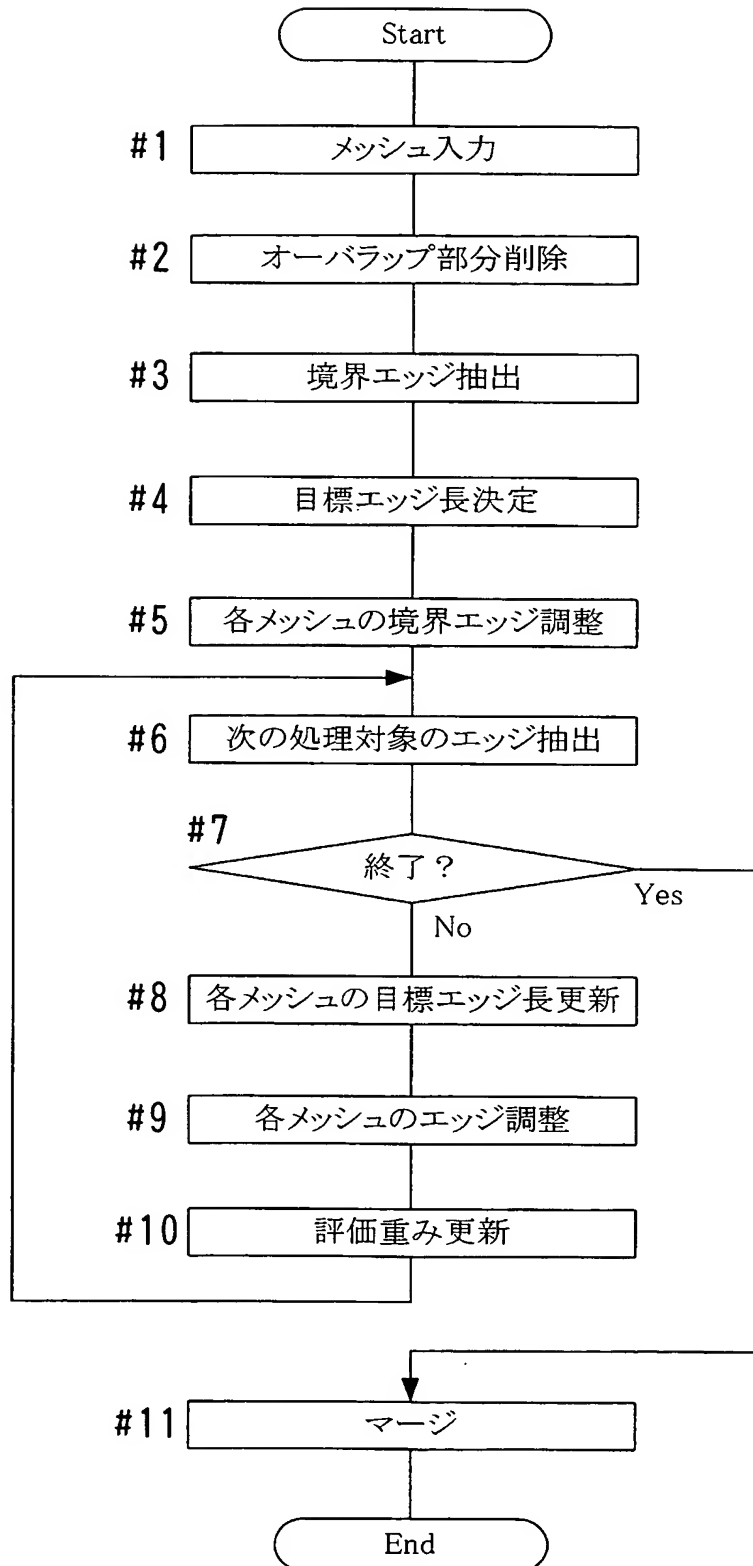 Start
#1 メッシュ入力
#2 オーバラップ部分削除
#3 境界エッジ抽出
#4 目標エッジ長決定
#5 各メッシュの境界エッジ調整
#6 次の処理対象のエッジ抽出
#7
終了?
Yes
No
#8 各メッシュの目標エッジ長更新
#9 各メッシュのエッジ調整
#10 評価重み更新
#11 マージ
End